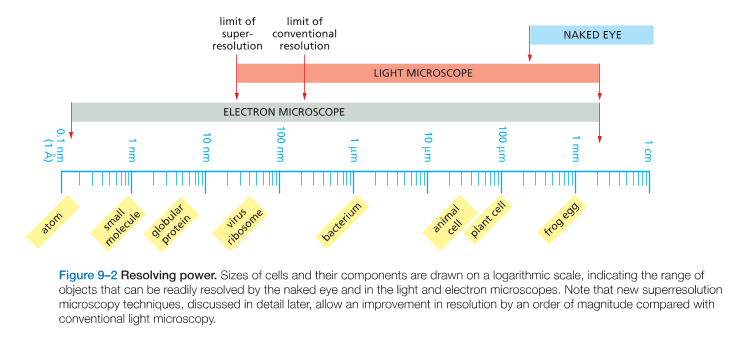 limit of super-resolution
limit of conventional resolution
NAKED EYE
LIGHT MICROSCOPE
ELECTRON MICROSCOPE
0.1 nm (1 Å)
1 nm
10 nm
100 nm
1 μm
10 μm
100 μm
1 mm
1 cm
atom
small molecule
globular protein
virus
ribosome
bacterium
animal cell
plant cell
frog egg
Figure 9–2 Resolving power. Sizes of cells and their components are drawn on a logarithmic scale, indicating the range of
objects that can be readily resolved by the naked eye and in the light and electron microscopes. Note that new superresolution
microscopy techniques, discussed in detail later, allow an improvement in resolution by an order of magnitude compared with
conventional light microscopy.